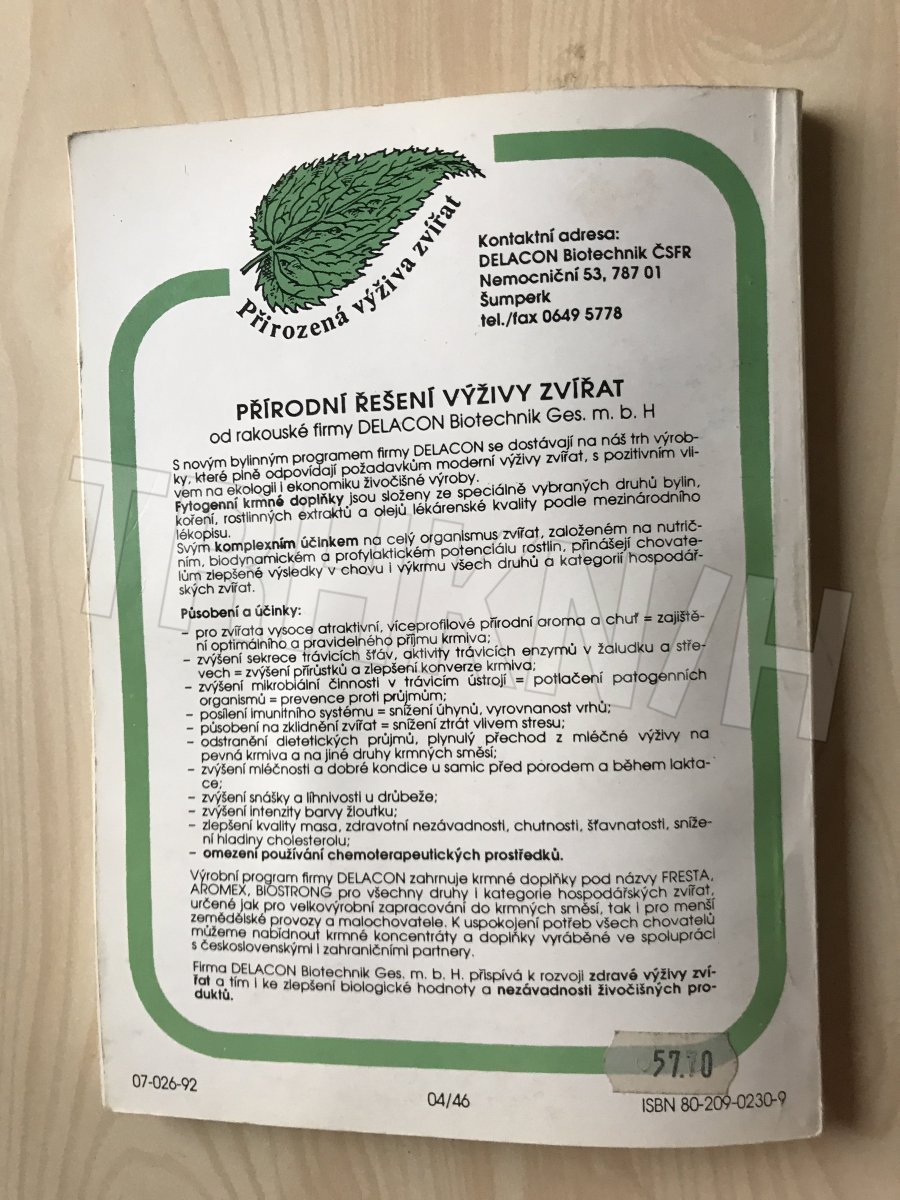 Přirozená výživa zvířat
Kontaktní adresa:
DELACON Biotechnik ČSFR
Nemocniční 53, 787 01
Šumperk
tel./fax 0649 5778
PŘÍRODNÍ ŘEŠENÍ VÝŽIVY ZVÍŘAT
od rakouské firmy DELACON Biotechnik Ges. m. b. H
S novým bylinným programem firmy DELACON se dostávají na náš trh výrob-
ky, které plně odpovídají požadavkům moderní výživy zvířat, s pozitivním vli-
vem na ekologii i ekonomiku živočišné výroby.
Fytogenní krmné doplňky jsou složeny ze speciálně vybraných druhů bylin,
koření, rostlinných extraktů a olejů lékárenské kvality podle mezinárodního
lékopisu.
Svým komplexním účinkem na celý organismus zvířat, založeném na nutrič-
ním, biodynamickém a profylaktickém potenciálu rostlin, přinášejí chovate-
lům zlepšené výsledky v chovu i výkrmu všech druhů a kategorií hospodář-
ských zvířat.
Působení a účinky:
– pro zvířata vysoce atraktivní, víceprofilové přírodní aroma a chuť = zajiště-
ní optimálního a pravidelného příjmu krmiva;
– zvýšení sekrece trávicích šťáv, aktivity trávicích enzymů v žaludku a stře-
vech = zvýšení přírůstků a zlepšení konverze krmiva;
– zvýšení mikrobiální činnosti v trávicím ústrojí = potlačení patogenních
organismů = prevence proti průjmům;
– posílení imunitního systému = snížení úhynů, vyrovnanost vrhů;
– působení na zklidnění zvířat = snížení ztrát vlivem stresu;
– odstranění dietetických průjmů, plynulý přechod z mléčné výživy na
pevná krmiva a na jiné druhy krmných směsí;
– zvýšení mléčnosti a dobré kondice u samic před porodem a během lakta-
ce;
– zvýšení snášky a líhnivosti u drůbeže;
– zvýšení intenzity barvy žloutku;
– zlepšení kvality masa, zdravotní nezávadnosti, chutnosti, šťavnatosti, sníže-
ní hladiny cholesterolu;
– omezení používání chemoterapeutických prostředků.
Výrobní program firmy DELACON zahrnuje krmné doplňky pod názvy FRESTA,
AROMEX, BIOSTRONG pro všechny druhy i kategorie hospodářských zvířat,
určené jak pro velkovýrobní zapracování do krmných směsí, tak i pro menší
zemědělské provozy a malochovatele. K uspokojení potřeb všech chovatelů
můžeme nabídnout krmné koncentráty a doplňky vyráběné ve spolupráci
s československými i zahraničními partnery.
Firma DELACON Biotechnik Ges. m. b. H. přispívá k rozvoji zdravé výživy zví-
řat a tím i ke zlepšení biologické hodnoty a nezávadnosti živočišných pro-
duktů.
57.70
07-026-92
04/46
ISBN 80-209-0230-9